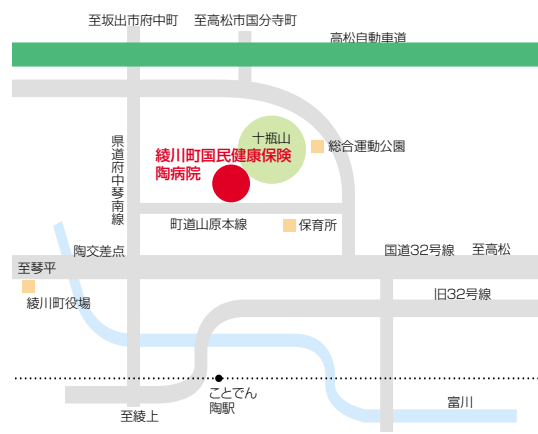 至坂出市府中町
至高松市国分寺町
高松自動車道
十瓶山
総合運動公園
県道府中琴南線
綾川町国民健康保険
陶病院
町道山原本線
保育所
陶交差点
国道32号線
至高松
至琴平
綾川町役場
旧32号線
ことでん
陶駅
富川
至綾上